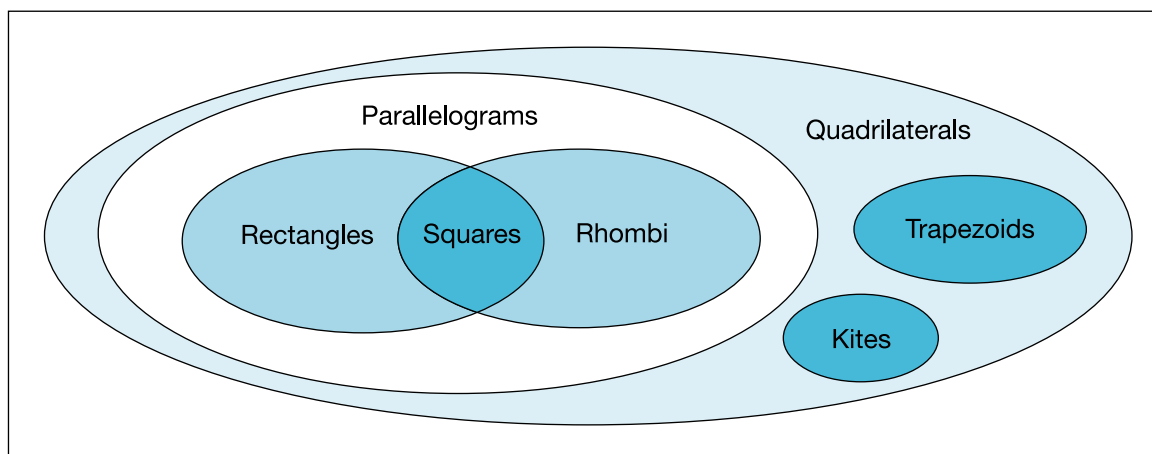 Parallelograms
Quadrilaterals
Rectangles
Squares
Rhombi
Trapezoids
Kites